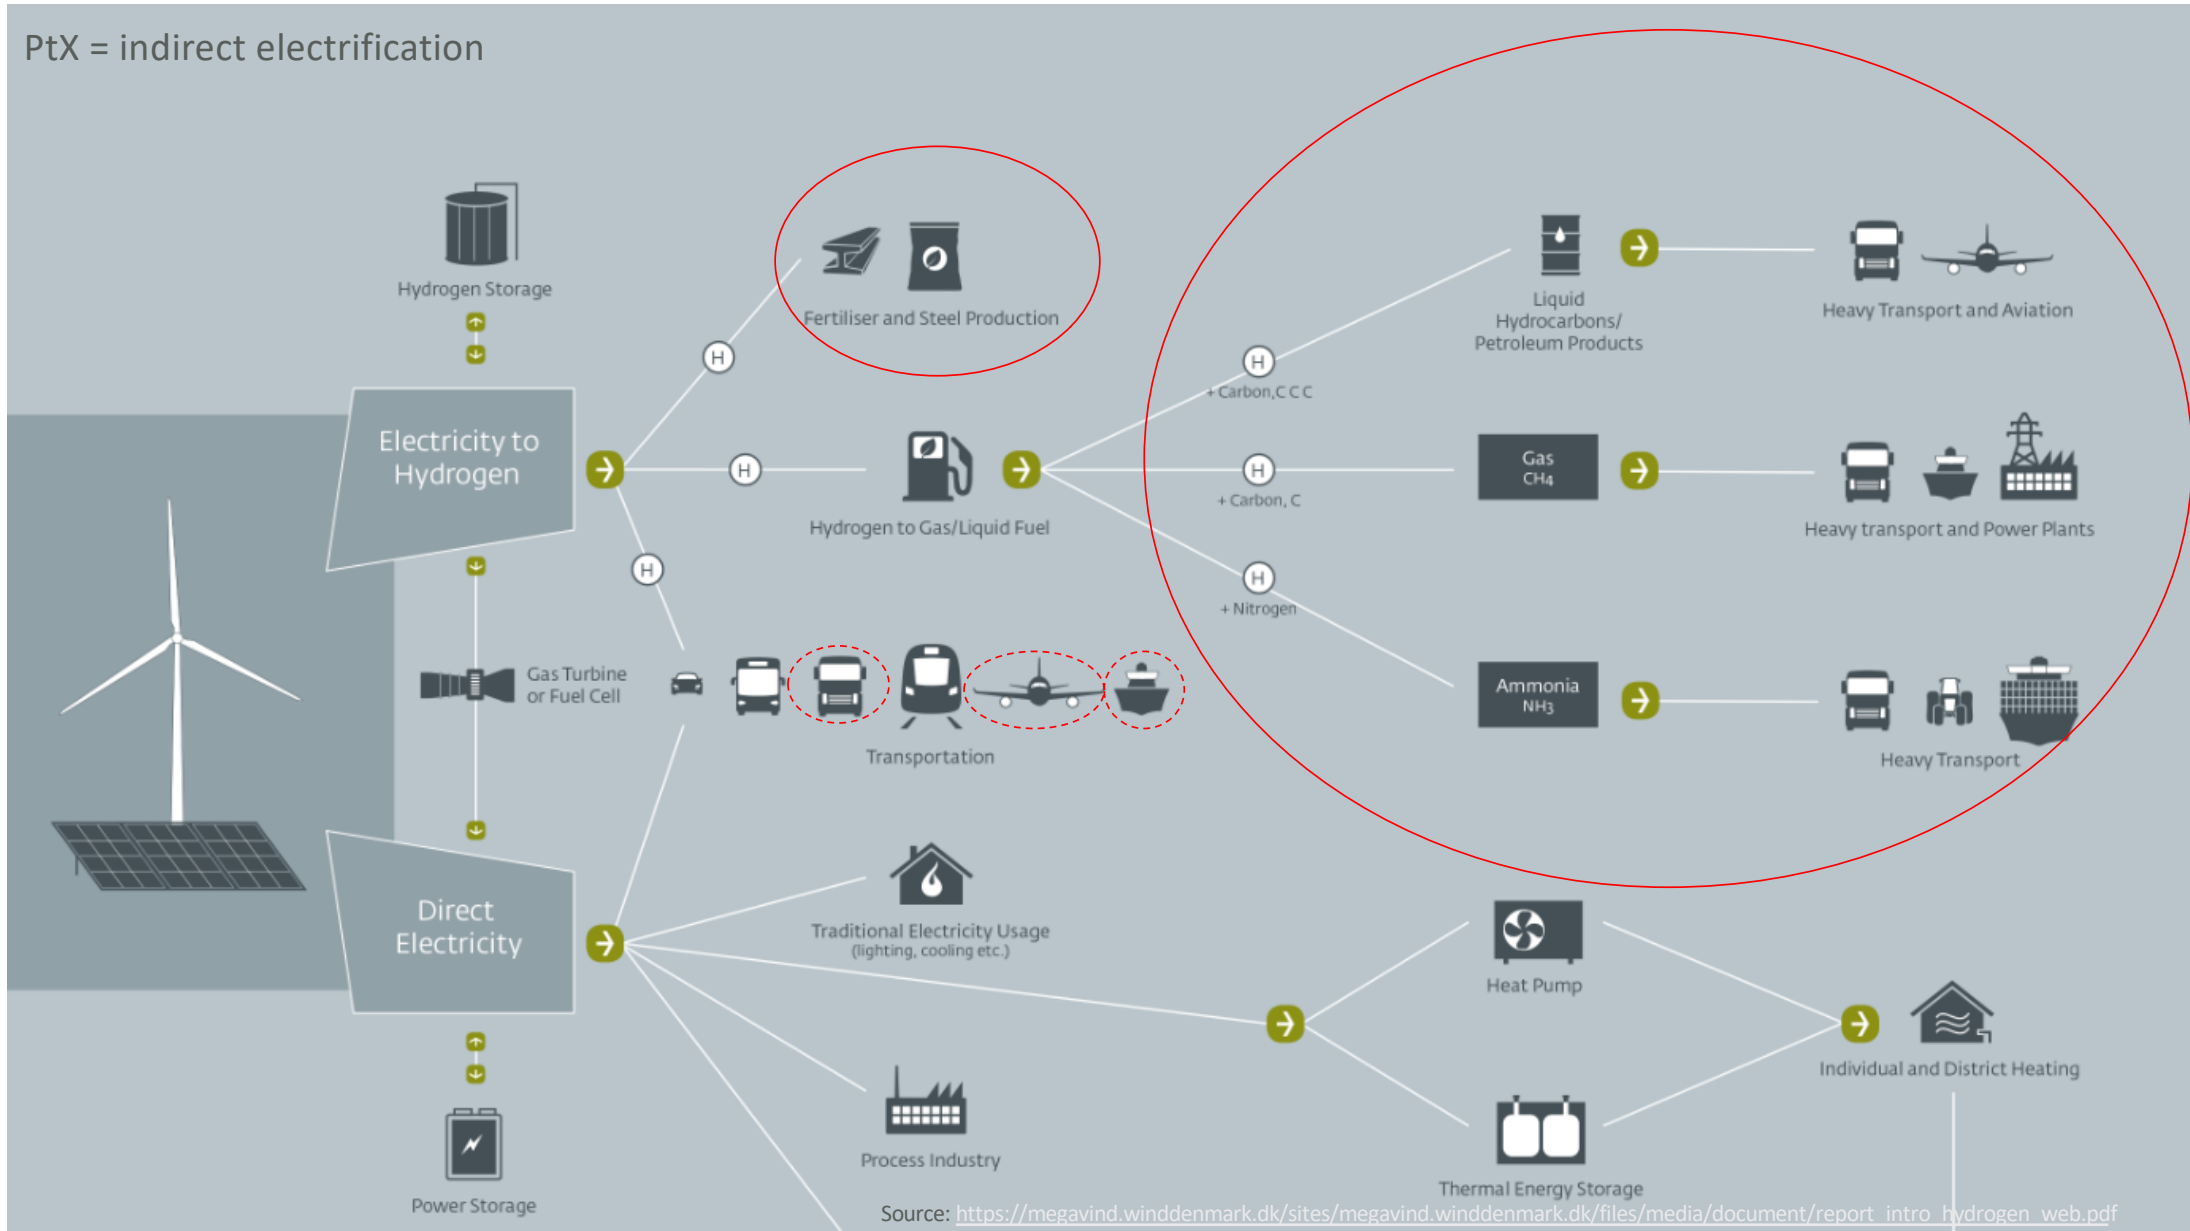 PtX = indirect electrification
Hydrogen Storage
Fertiliser and Steel Production
Liquid
Hydrocarbons/
Petroleum Products
Heavy Transport and Aviation
H
H
+ Carbon,C C C
Electricity to
Hydrogen
H
Hydrogen to Gas/Liquid Fuel
H
+ Carbon, C
Gas
CH4
Heavy transport and Power Plants
H
H
+ Nitrogen
Gas Turbine
or Fuel Cell
Transportation
Ammonia
NH3
Heavy Transport
Direct
Electricity
Traditional Electricity Usage
(lighting, cooling etc.)
Heat Pump
Individual and District Heating
Process Industry
Thermal Energy Storage
Power Storage
Source: https://megavind.winddenmark.dk/sites/megavind.winddenmark.dk/files/media/document/report_intro_hydrogen_web.pdf